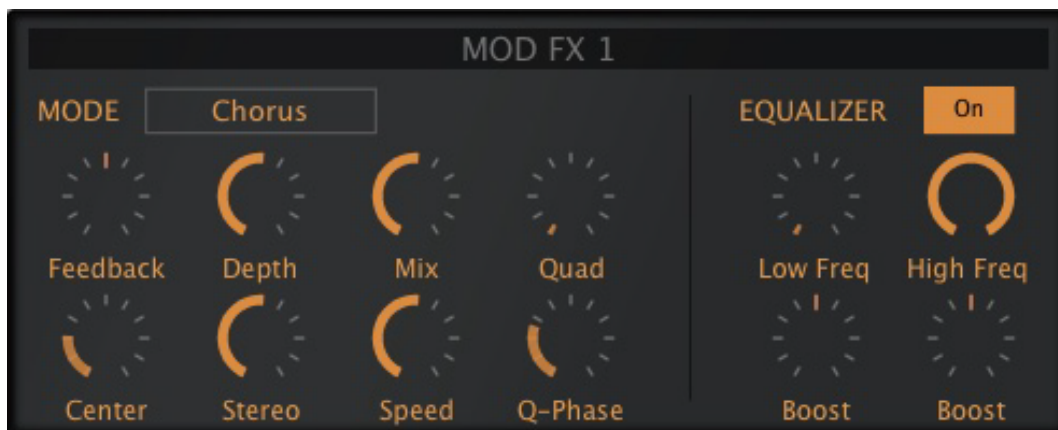 MOD FX 1
MODE Chorus EQUALIZER On
Feedback Depth Mix Quad Low Freq High Freq
Center Stereo Speed Q-Phase Boost Boost